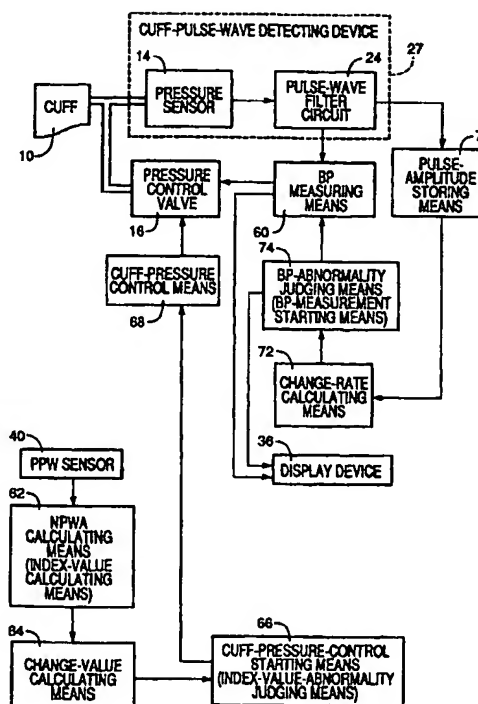 CUFF-PULSE-WAVE DETECTING DEVICE
27
14
24
CUFF
10
PRESSURE
SENSOR
PULSE-WAVE
FILTER
CIRCUIT
7
PULSE-
AMPLITUDE
STORING
MEANS
PRESSURE
CONTROL
VALVE
16
BP
MEASURING
MEANS
60
74
CUFF-PRESSURE
CONTROL MEANS
68
BP-ABNORMALITY
JUDGING MEANS
(BP-MEASUREMENT
STARTING MEANS)
72
CHANGE-RATE
CALCULATING
MEANS
36
DISPLAY DEVICE
40
PPW SENSOR
62
NPWA
CALCULATING
MEANS
(INDEX-VALUE
CALCULATING
MEANS)
64
CHANGE-VALUE
CALCULATING
MEANS
66
CUFF-PRESSURE-CONTROL
STARTING MEANS
(INDEX-VALUE-ABNORMALITY
JUDGING MEANS)